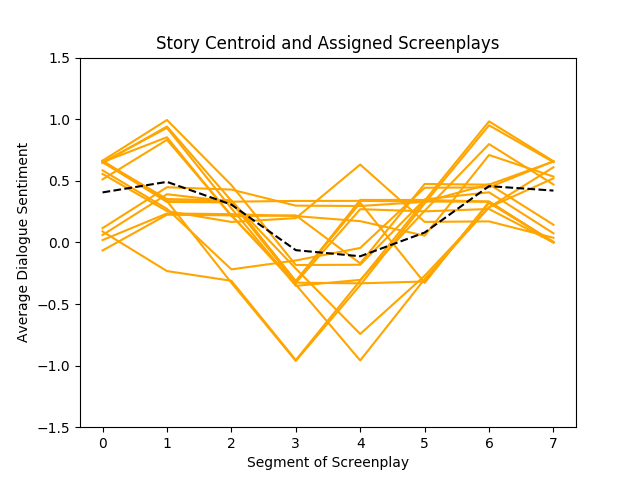 Story Centroid and Assigned Screenplays
1.5
1.0
0.5
0.0
−0.5
−1.0
−1.5
Average Dialogue Sentiment
0 1 2 3 4 5 6 7
Segment of Screenplay